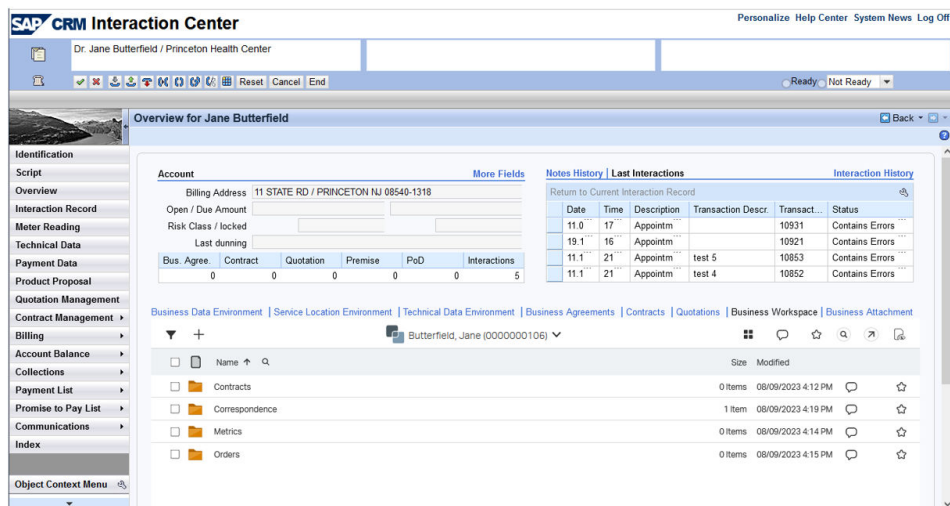 SAP CRM Interaction Center
Personalize Help Center System News Log Off
Dr. Jane Butterfield / Princeton Health Center
Reset Cancel End
Ready Not Ready
Overview for Jane Butterfield
Back
Identification
Script
Overview
Interaction Record
Meter Reading
Technical Data
Payment Data
Product Proposal
Quotation Management
Contract Management
Billing
Account Balance
Collections
Payment List
Promise to Pay List
Communications
Index
Object Context Menu
Account More Fields
Billing Address 11 STATE RD / PRINCETON NJ 08540-1318
Open / Due Amount
Risk Class / locked
Last dunning
Bus. Agree. Contract Quotation Premise PoD Interactions
0 0 0 0 0 5
Notes History | Last Interactions Interaction History
Return to Current Interaction Record
Date Time Description Transaction Descr. Transact... Status
11.0... 17... Appointm... 10931 Contains Errors...
19.1... 16... Appointm... 10921 Contains Errors...
11.1... 21... Appointm... test 5 10853 Contains Errors...
11.1... 21... Appointm... test 4 10852 Contains Errors...
Business Data Environment | Service Location Environment | Technical Data Environment | Business Agreements | Contracts | Quotations | Business Workspace | Business Attachment
Butterfield, Jane (0000000106)
Name Size Modified
Contracts 0 Items 08/09/2023 4:12 PM
Correspondence 1 Item 08/09/2023 4:19 PM
Metrics 0 Items 08/09/2023 4:14 PM
Orders 0 Items 08/09/2023 4:15 PM